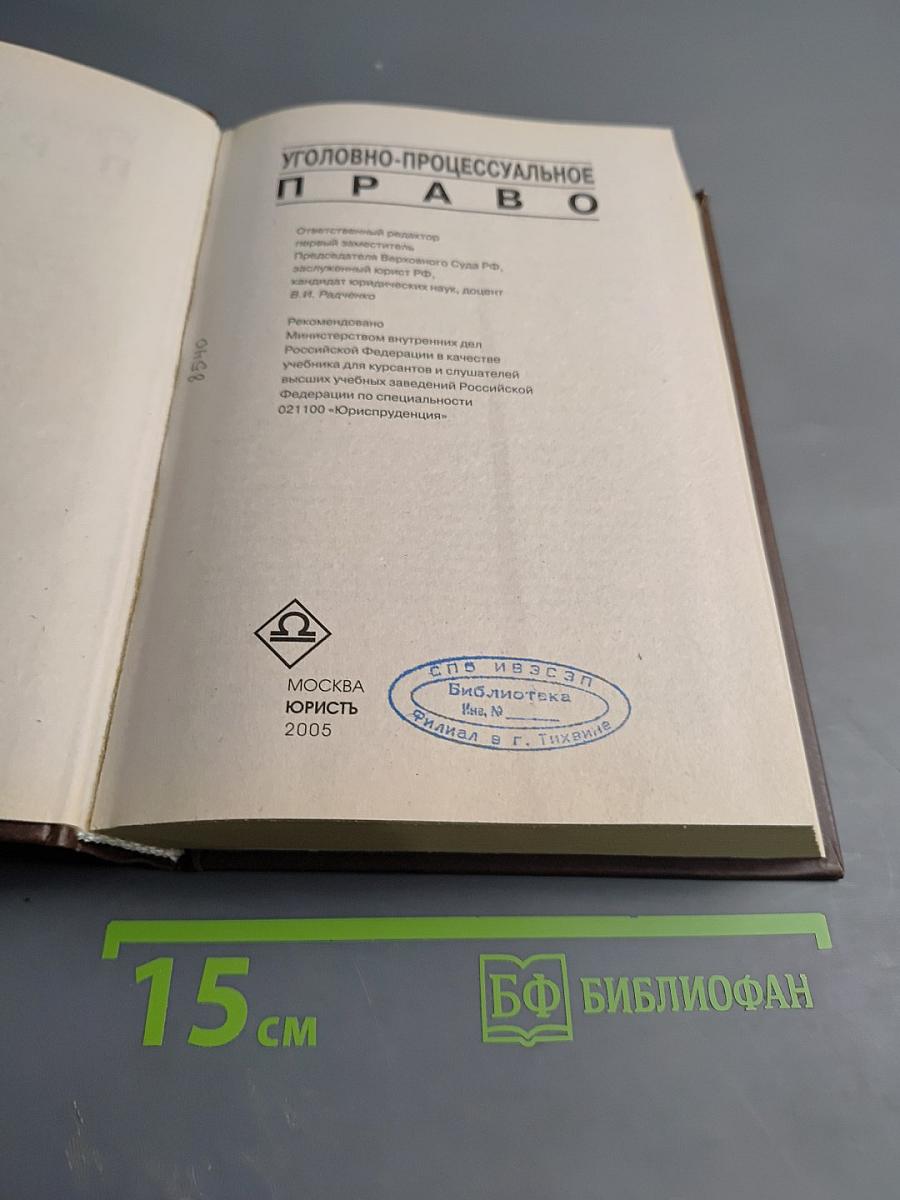 УГОЛОВНО-ПРОЦЕССУАЛЬНОЕ
ПРАВО
Ответственный редактор
первый заместитель
Председателя Верховного Суда РФ,
заслуженный юрист РФ,
кандидат юридических наук, доцент
В.И. Радченко
Рекомендовано
Министерством внутренних дел
Российской Федерации в качестве
учебника для курсантов и слушателей
высших учебных заведений Российской
Федерации по специальности
021100 «Юриспруденция»
8540
МОСКВА
ЮРИСТЪ
2005
СПб ИВЭСЭП
Библиотека
Инв. №
Филиал в г. Тихвине
15 см
БФ БИБЛИОФАН